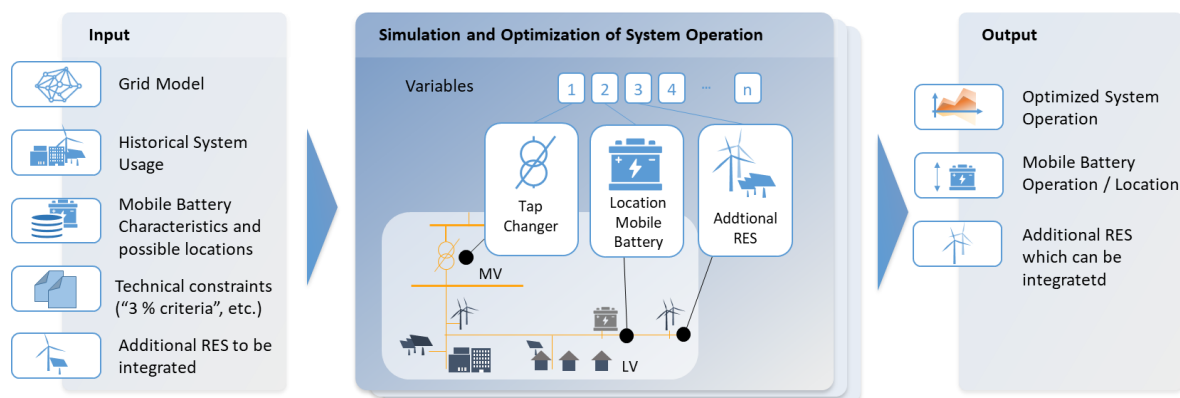 Input
Grid Model
Historical System
Usage
Mobile Battery
Characteristics and
possible locations
Technical constraints
(“3 % criteria”, etc.)
Additional RES to be
integrated
Simulation and Optimization of System Operation
Variables
1 2 3 4 ... n
Tap
Changer
Location
Mobile
Battery
Addtional
RES
MV
LV
Output
Optimized System
Operation
Mobile Battery
Operation / Location
Additional RES
which can be
integratetd